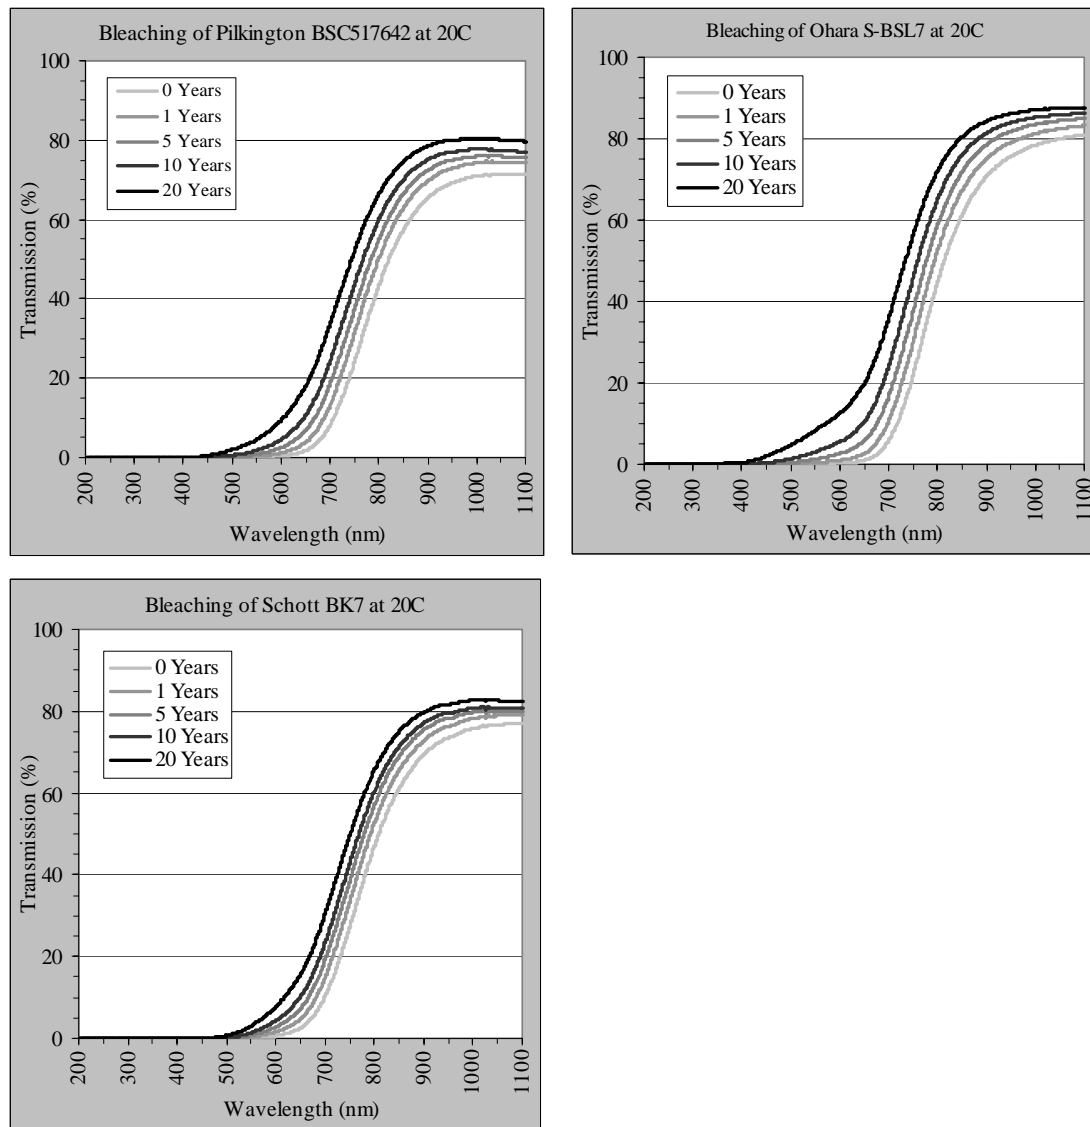 Bleaching of Pilkington BSC517642 at 20C
100
80
60
40
20
0
Transmission (%)
0 Years
1 Years
5 Years
10 Years
20 Years
200 300 400 500 600 700 800 900 1000 1100
Wavelength (nm)
Bleaching of Ohara S-BSL7 at 20C
100
80
60
40
20
0
Transmission (%)
0 Years
1 Years
5 Years
10 Years
20 Years
200 300 400 500 600 700 800 900 1000 1100
Wavelength (nm)
Bleaching of Schott BK7 at 20C
100
80
60
40
20
0
Transmission (%)
0 Years
1 Years
5 Years
10 Years
20 Years
200 300 400 500 600 700 800 900 1000 1100
Wavelength (nm)